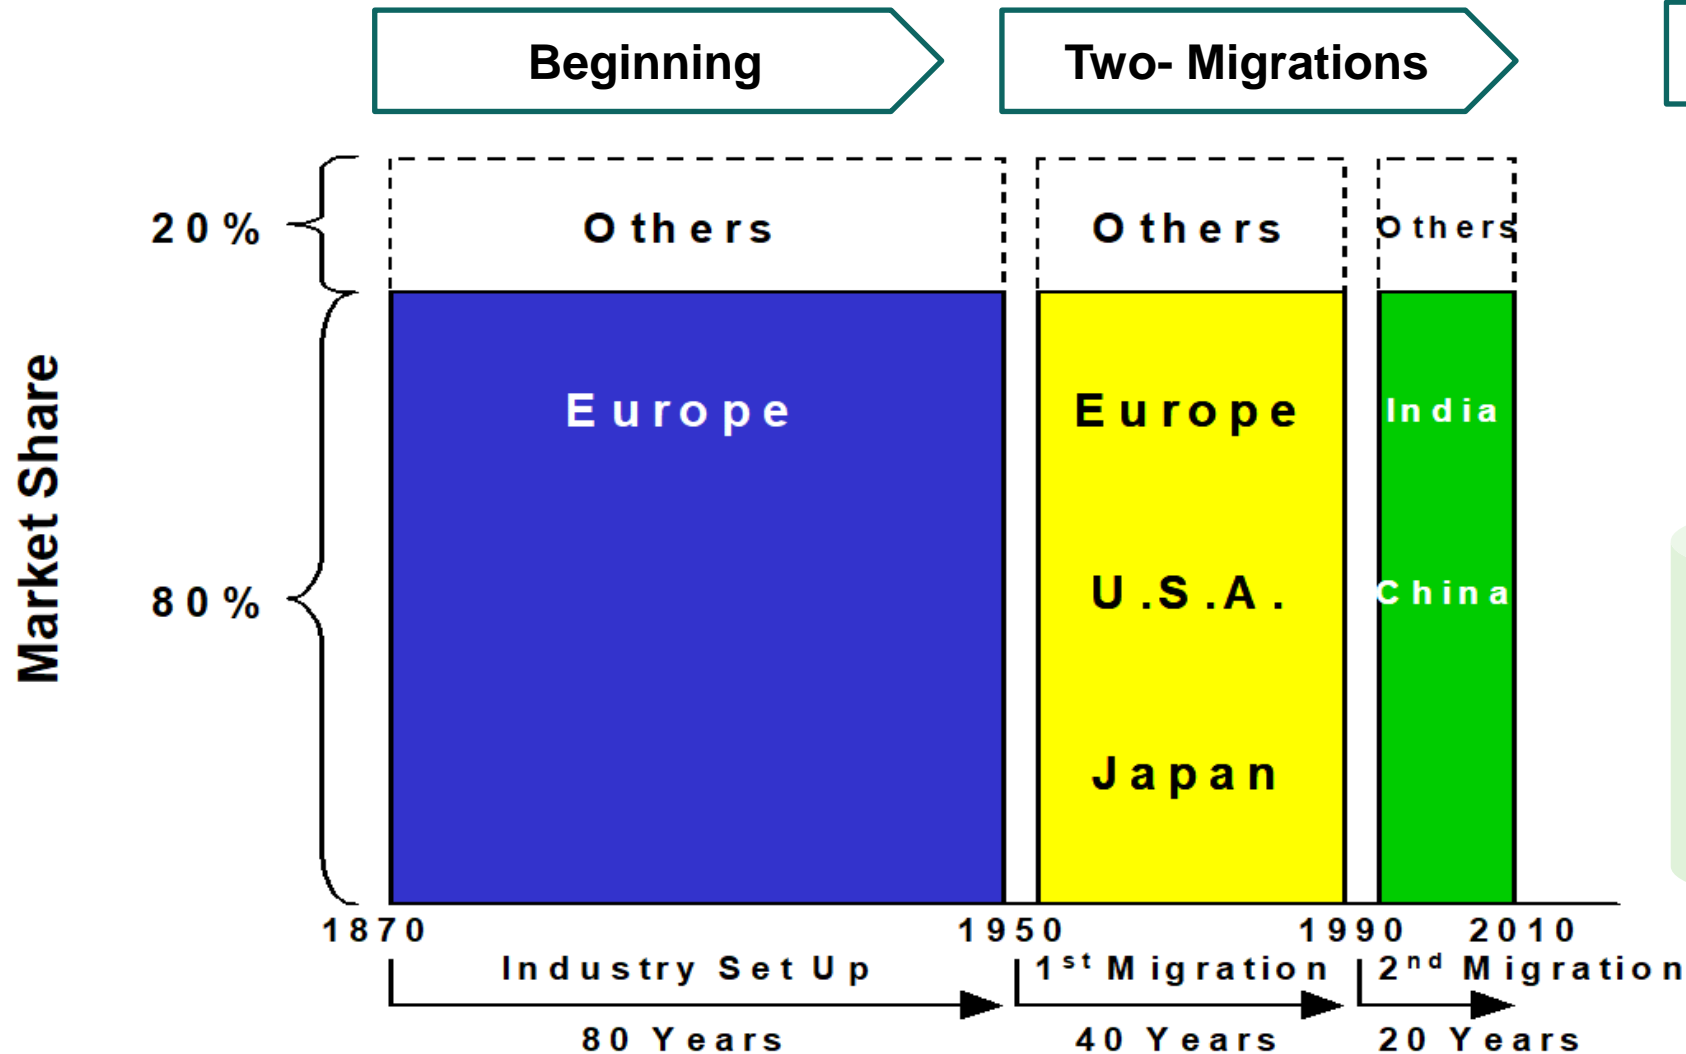 Beginning
Two- Migrations
20%
Others
Others
Others
Market Share
Europe
Europe
India
80%
U.S.A.
China
Japan
1870
1950
1990
2010
Industry Set Up
1st Migration
2nd Migration
80 Years
40 Years
20 Years